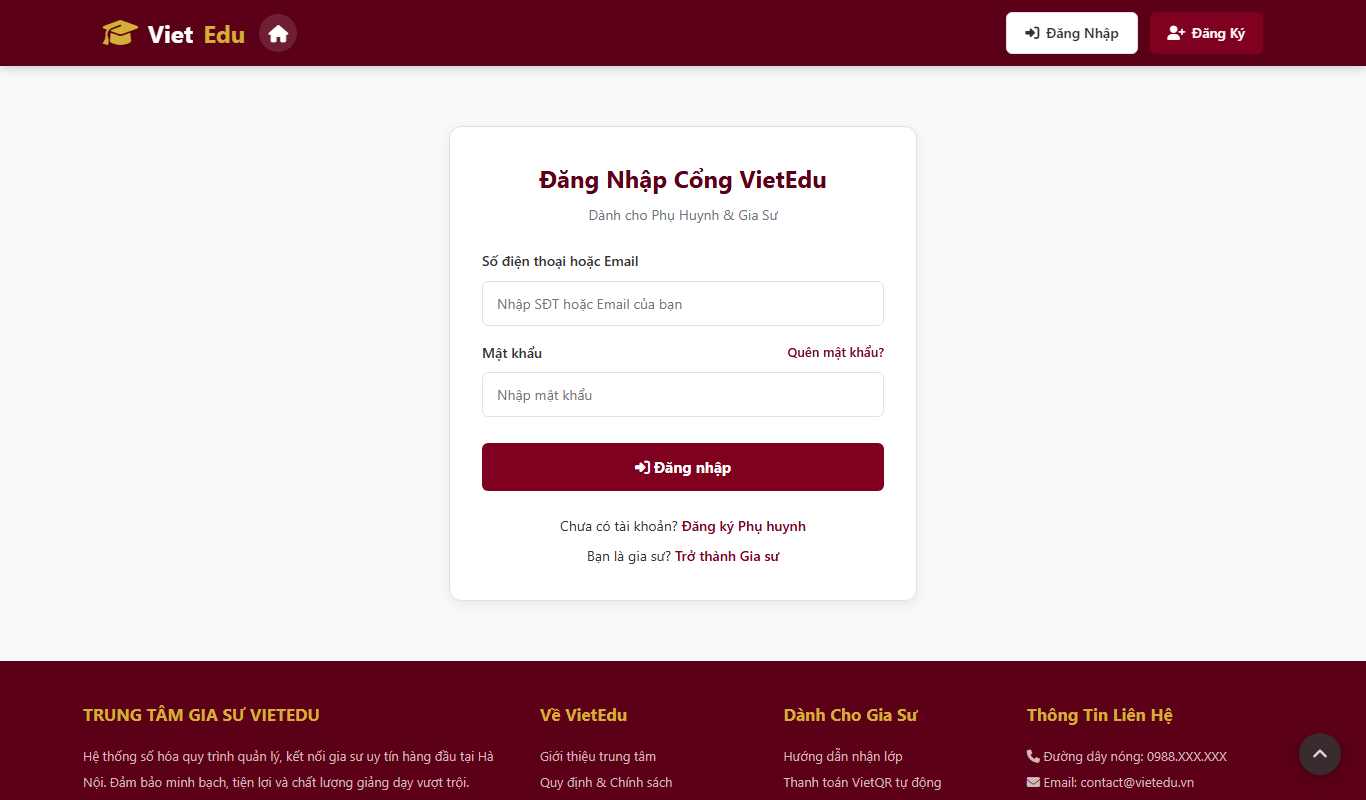 Viet Edu
Đăng Nhập
Đăng Ký
Đăng Nhập Cổng VietEdu
Dành cho Phụ Huynh & Gia Sư
Số điện thoại hoặc Email
Nhập SĐT hoặc Email của bạn
Mật khẩu
Quên mật khẩu?
Nhập mật khẩu
Đăng nhập
Chưa có tài khoản? Đăng ký Phụ huynh
Bạn là gia sư? Trở thành Gia sư
TRUNG TÂM GIA SƯ VIETEDU
Hệ thống số hóa quy trình quản lý, kết nối gia sư uy tín hàng đầu tại Hà
Nội. Đảm bảo minh bạch, tiện lợi và chất lượng giảng dạy vượt trội.
Về VietEdu
Giới thiệu trung tâm
Quy định & Chính sách
Dành Cho Gia Sư
Hướng dẫn nhận lớp
Thanh toán VietQR tự động
Thông Tin Liên Hệ
Đường dây nóng: 0988.XXX.XXX
Email: contact@vietedu.vn